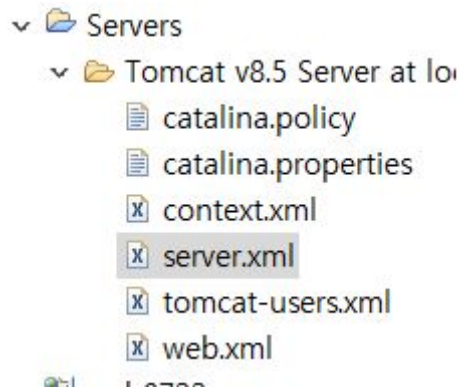 Servers
Tomcat v8.5 Server at
catalina.policy
catalina.properties
context.xml
server.xml
tomcat-users.xml
web.xml